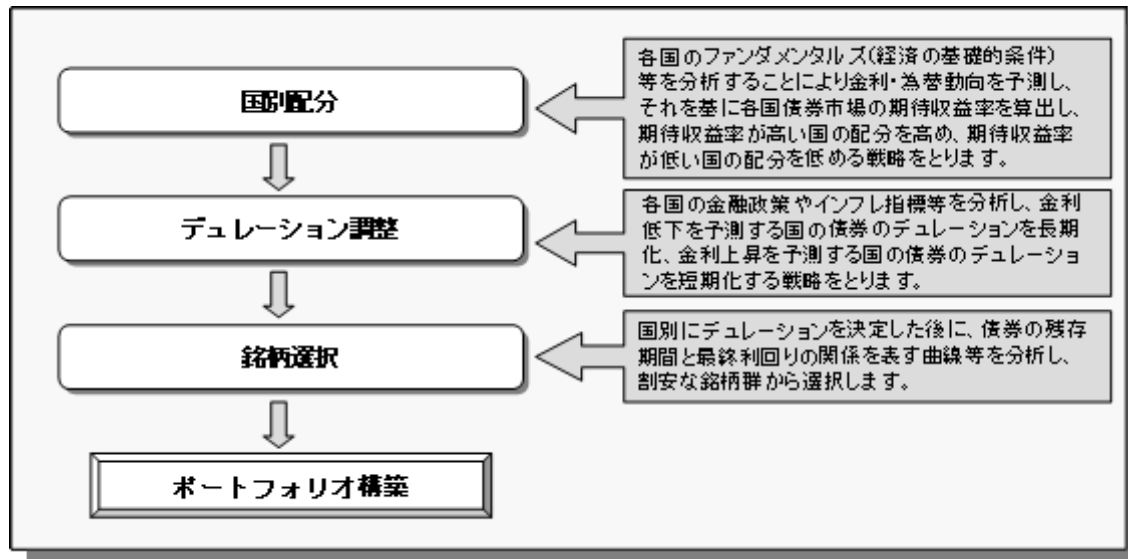 国別配分
各国のファンダメンタルズ(経済の基礎的条件)
等を分析することにより金利・為替動向を予測し、
それを基に各国債券市場の期待収益率を算出し、
期待収益率が高い国の配分を高め、期待収益率
が低い国の配分を低める戦略をとります。
デュレーション調整
各国の金融政策やインフレ指標等を分析し、金利
低下を予測する国の債券のデュレーションを長期
化、金利上昇を予測する国の債券のデュレーショ
ンを短期化する戦略をとります。
銘柄選択
国別にデュレーションを決定した後に、債券の残存
期間と最終利回りの関係を表す曲線等を分析し、
割安な銘柄群から選択します。
ポートフォリオ構築